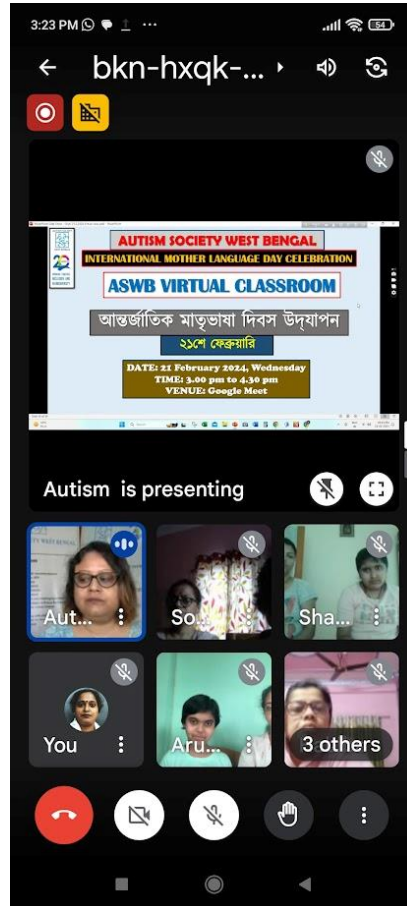 3:23 PM
54
bkn-hxqk-...
AUTISM SOCIETY WEST BENGAL
INTERNATIONAL MOTHER LANGUAGE DAY CELEBRATION
ASWB VIRTUAL CLASSROOM
আন্তর্জাতিক মাতৃভাষা দিবস উদ্‌যাপন
২১শে ফেব্রুয়ারি
DATE: 21 February 2024, Wednesday
TIME: 3.00 pm to 4.30 pm
VENUE: Google Meet
Autism is presenting
Aut...
So...
Sha...
You
Aru...
3 others